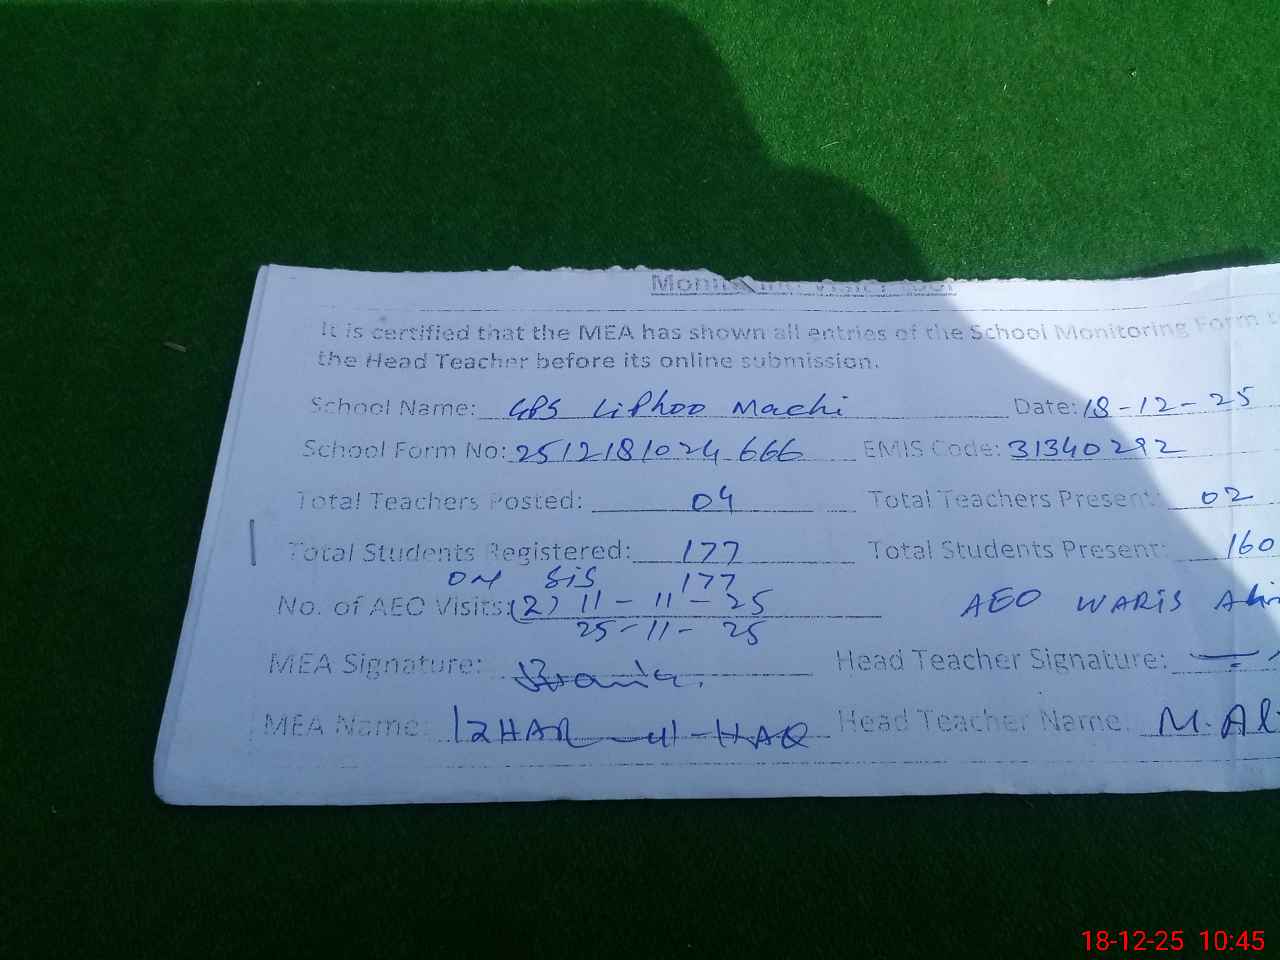 It is certified that the MEA has shown all entries of the School Monitoring Form
the Head Teacher before its online submission.
School Name: GPS Liphoo Machi Date: 18-12-25
School Form No: 2512181024666 EMIS Code: 31340292
Total Teachers Posted: 04 Total Teachers Present: 02
Total Students Registered: 177 Total Students Present: 160
on SIS 177
No. of AEO Visits: (2) 11-11-25 AEO WARIS
25-11-25
MEA Signature: Head Teacher Signature:
MEA Name: IZHAR-ul-HAQ Head Teacher Name: M. Al
18-12-25 10:45